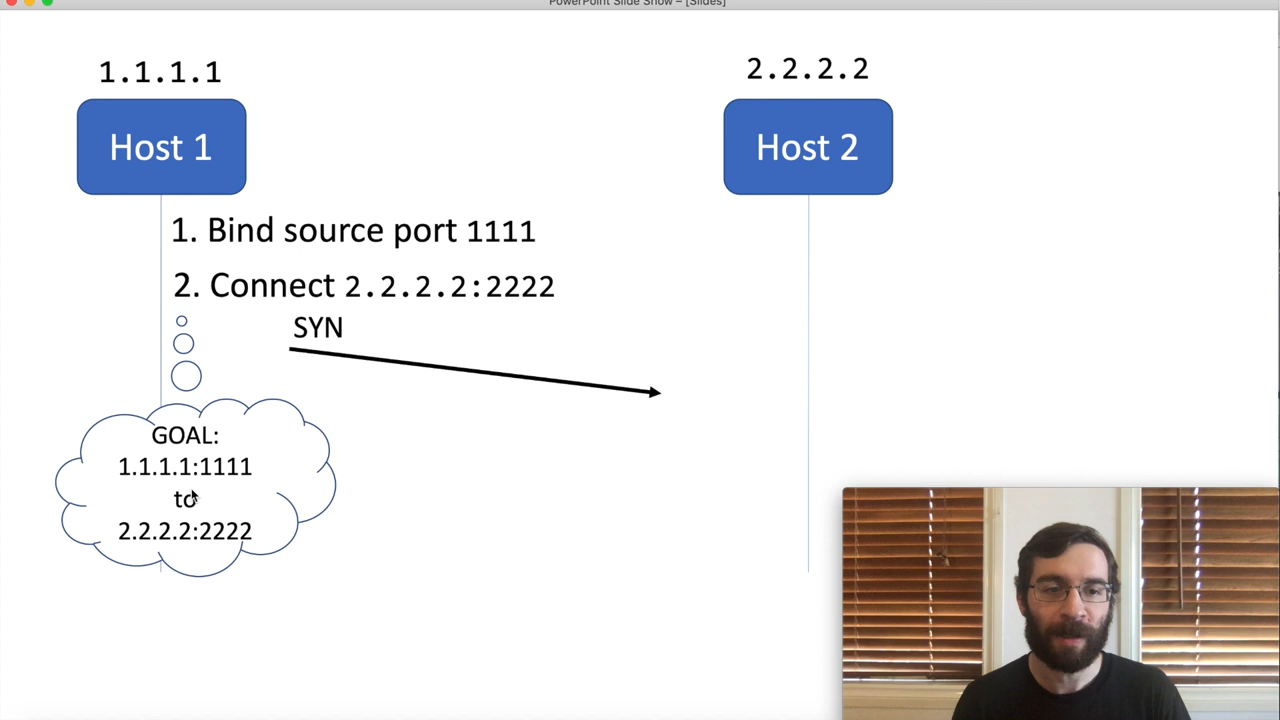 PowerPoint Slide Show – [Slides]
1.1.1.1
2.2.2.2
Host 1
Host 2
1. Bind source port 1111
2. Connect 2.2.2.2:2222
SYN
GOAL:
1.1.1.1:1111
to
2.2.2.2:2222